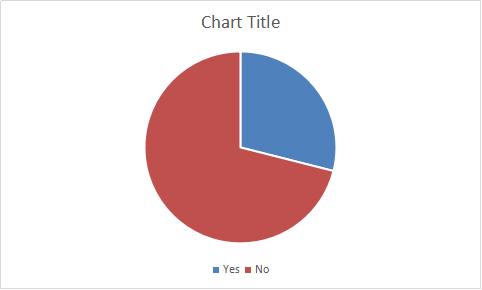 Chart Title
Yes No